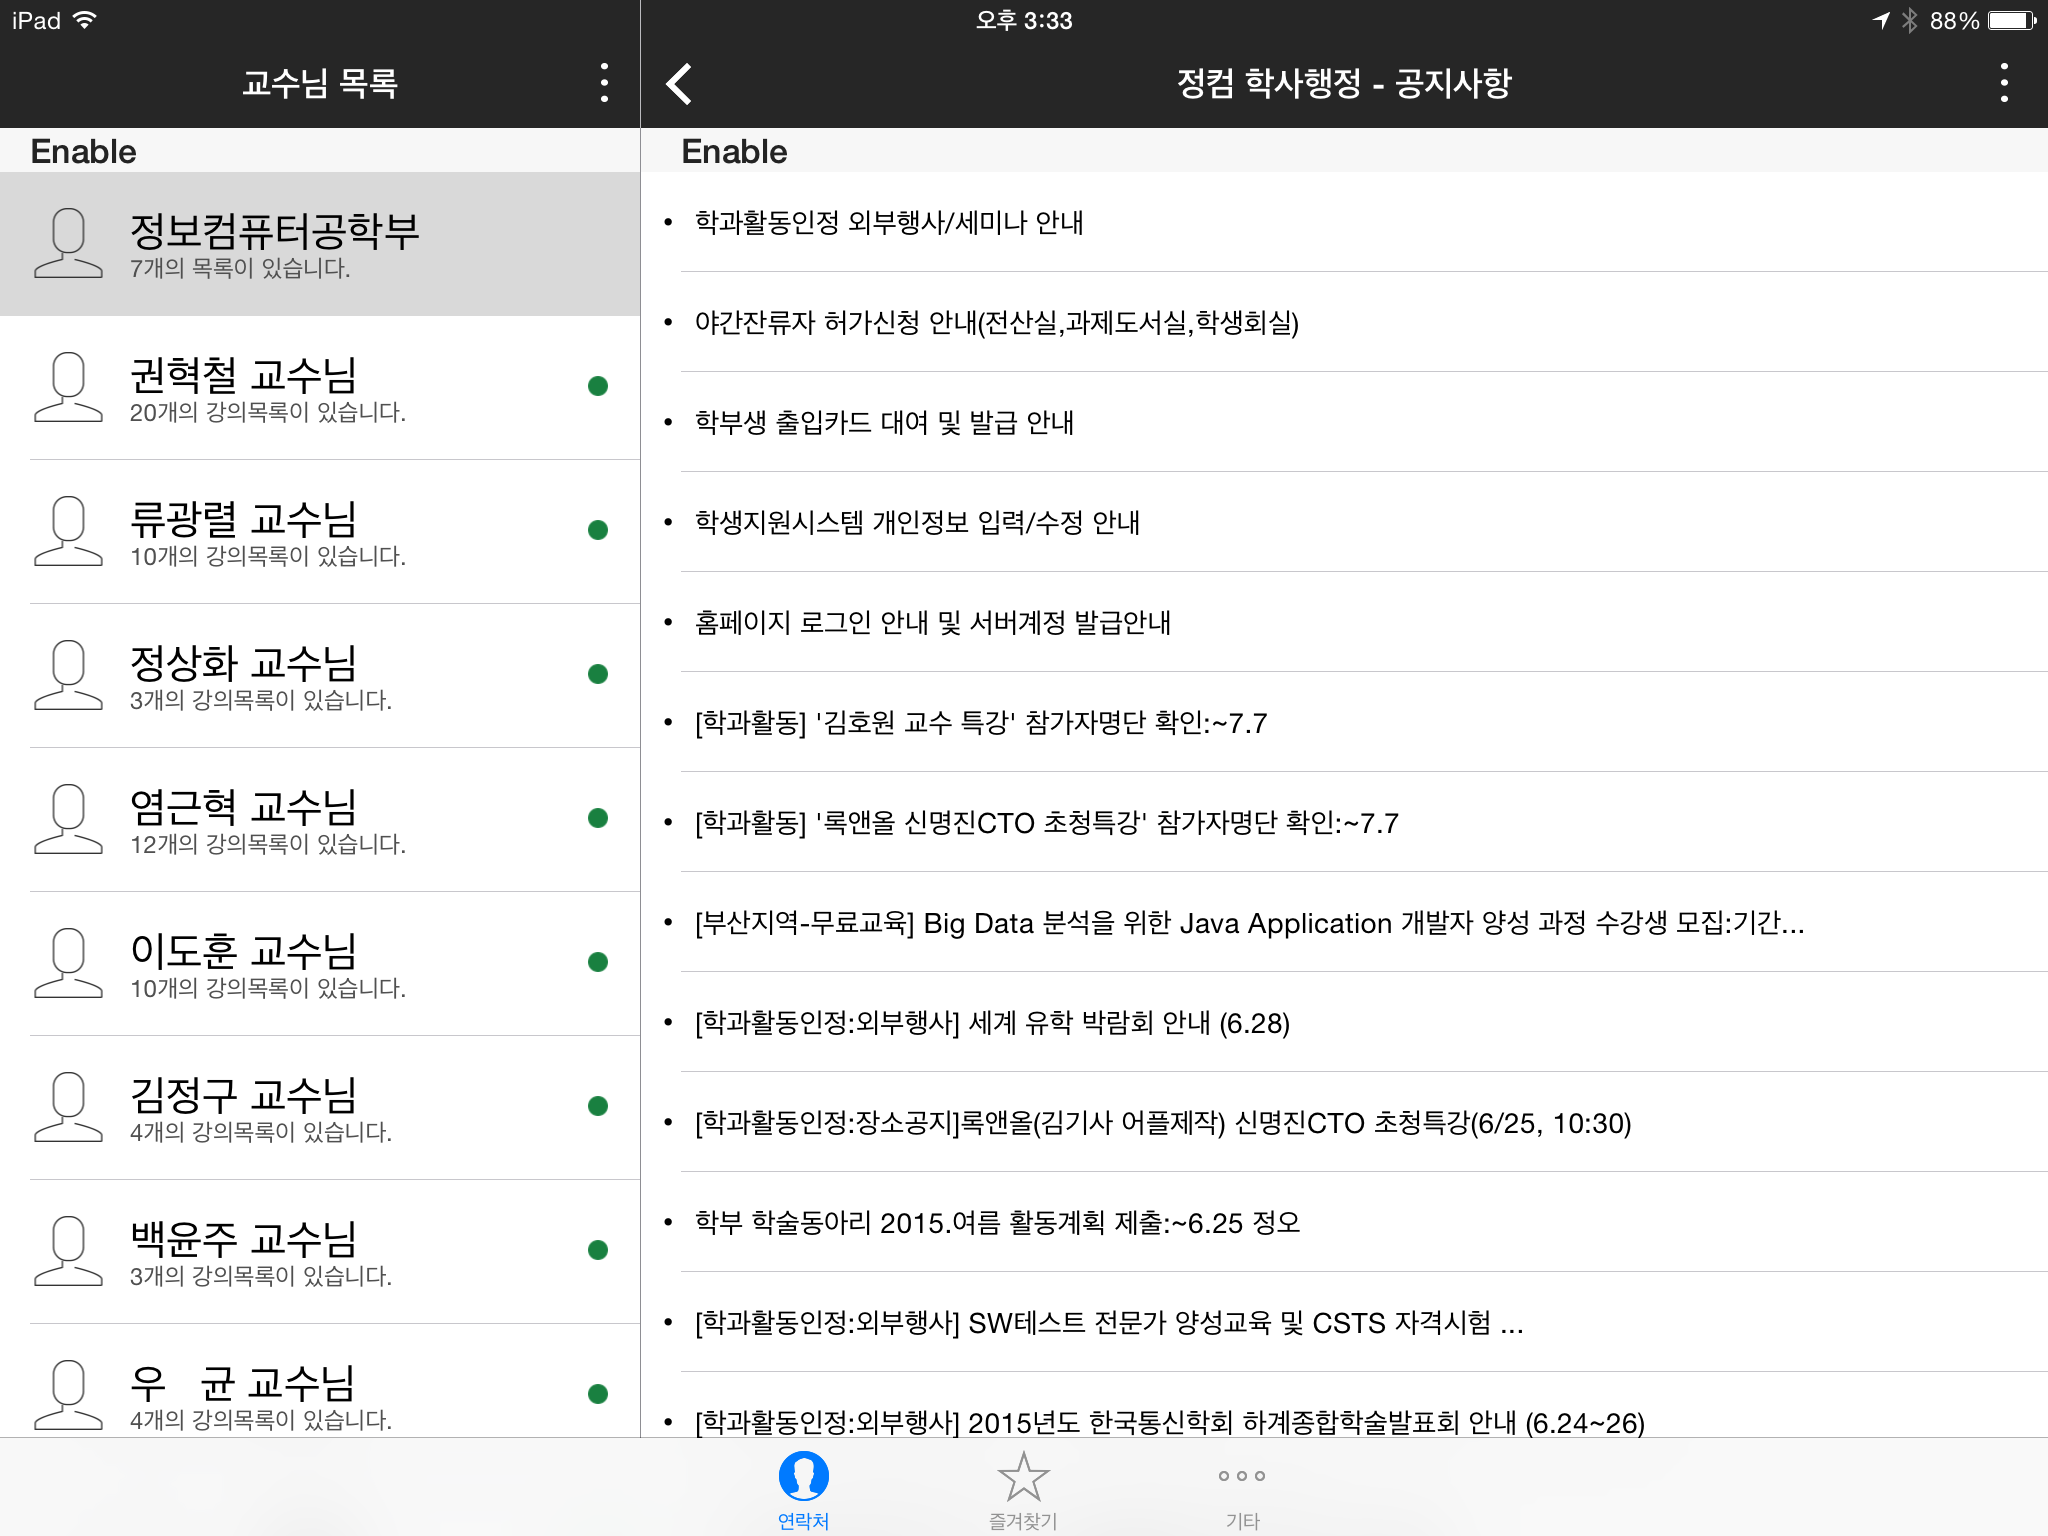 iPad
오후 3:33
88%
교수님 목록
Enable
정보컴퓨터공학부
7개의 목록이 있습니다.
권혁철 교수님
20개의 강의목록이 있습니다.
류광렬 교수님
10개의 강의목록이 있습니다.
정상화 교수님
3개의 강의목록이 있습니다.
염근혁 교수님
12개의 강의목록이 있습니다.
이도훈 교수님
10개의 강의목록이 있습니다.
김정구 교수님
4개의 강의목록이 있습니다.
백윤주 교수님
3개의 강의목록이 있습니다.
우 균 교수님
4개의 강의목록이 있습니다.
정컴 학사행정 - 공지사항
Enable
• 학과활동인정 외부행사/세미나 안내
• 야간잔류자 허가신청 안내(전산실,과제도서실,학생회실)
• 학부생 출입카드 대여 및 발급 안내
• 학생지원시스템 개인정보 입력/수정 안내
• 홈페이지 로그인 안내 및 서버계정 발급안내
• [학과활동] '김호원 교수 특강' 참가자명단 확인:~7.7
• [학과활동] '록앤올 신명진CTO 초청특강' 참가자명단 확인:~7.7
• [부산지역-무료교육] Big Data 분석을 위한 Java Application 개발자 양성 과정 수강생 모집:기간...
• [학과활동인정:외부행사] 세계 유학 박람회 안내 (6.28)
• [학과활동인정:장소공지]록앤올(김기사 어플제작) 신명진CTO 초청특강(6/25, 10:30)
• 학부 학술동아리 2015.여름 활동계획 제출:~6.25 정오
• [학과활동인정:외부행사] SW테스트 전문가 양성교육 및 CSTS 자격시험 ...
• [학과활동인정:외부행사] 2015년도 한국통신학회 하계종합학술발표회 안내 (6.24~26)
연락처
즐겨찾기
기타